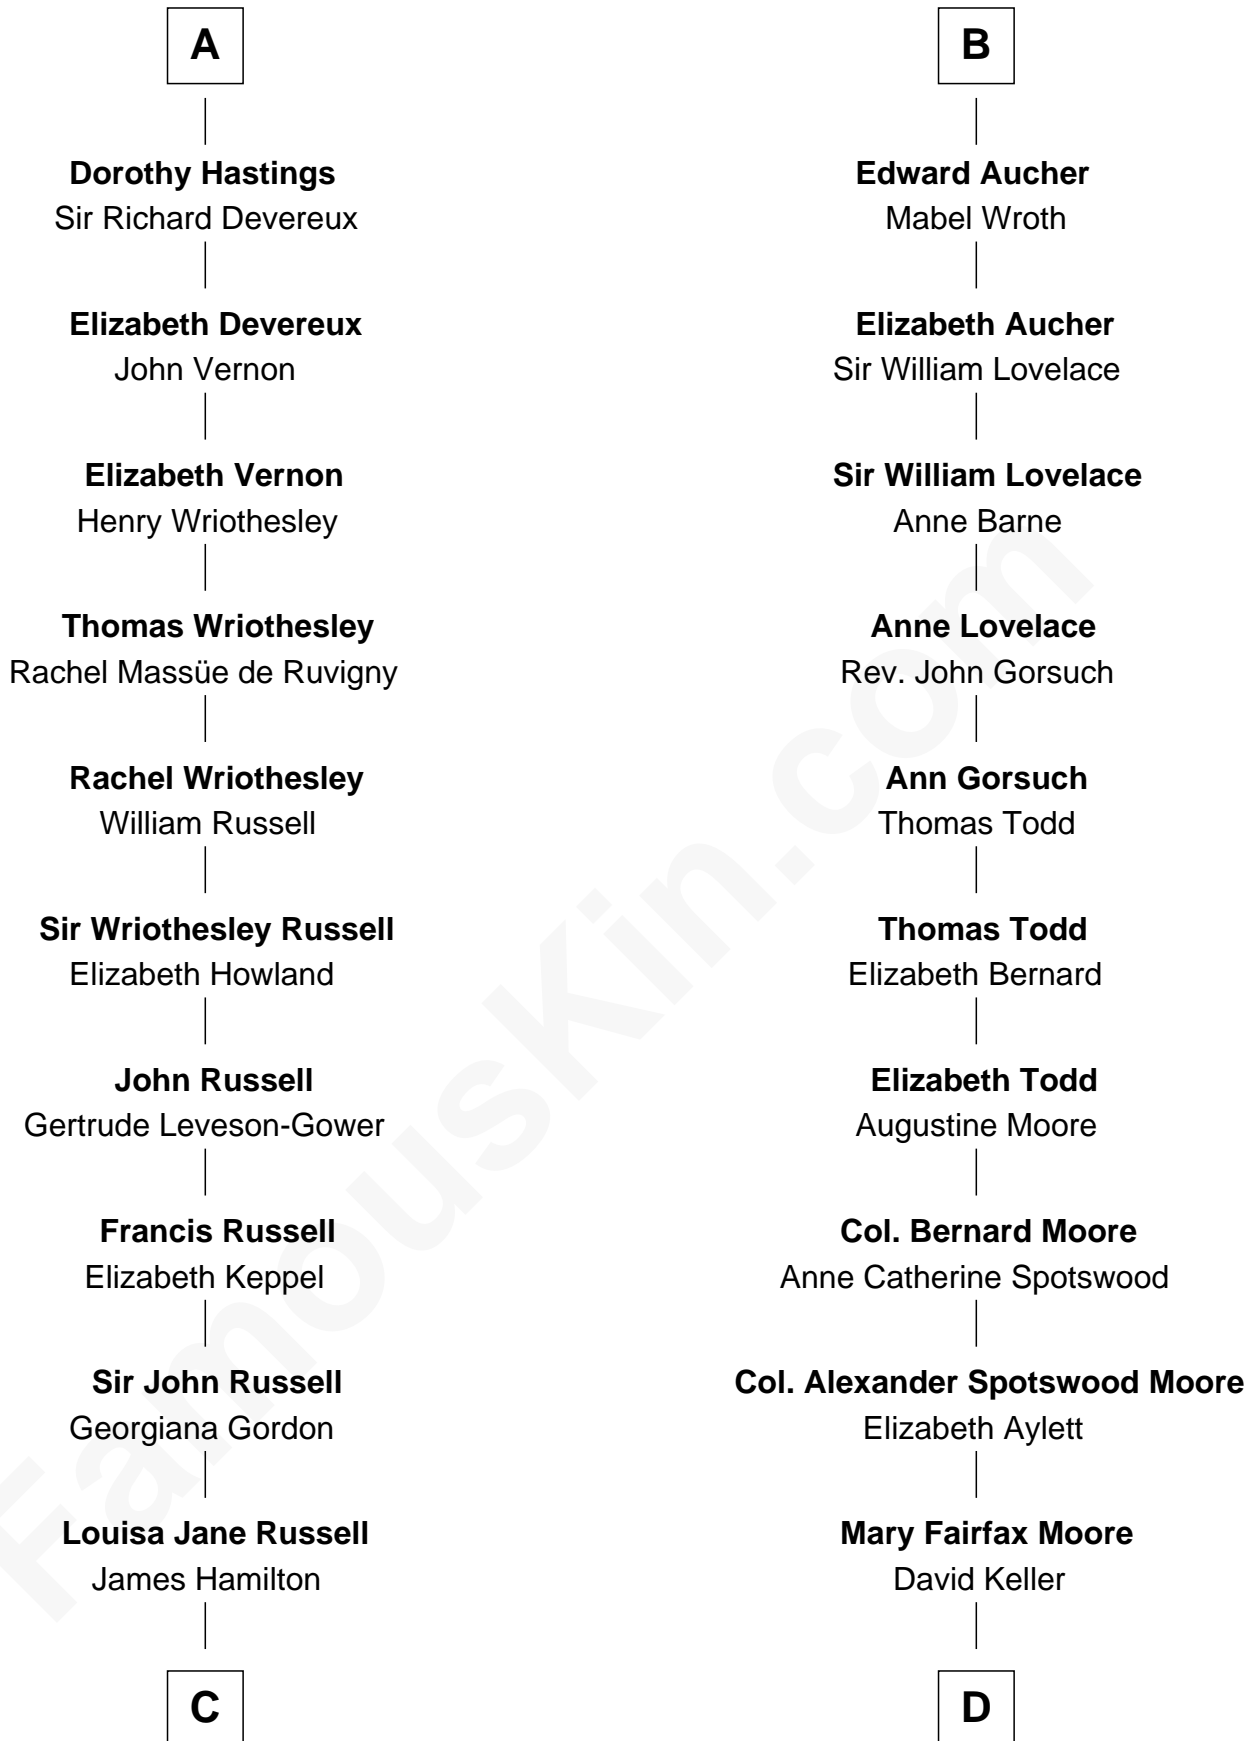 A
Dorothy Hastings
Sir Richard Devereux
Elizabeth Devereux
John Vernon
Elizabeth Vernon
Henry Wriothesley
Thomas Wriothesley
Rachel Massüe de Ruvigny
Rachel Wriothesley
William Russell
Sir Wriothesley Russell
Elizabeth Howland
John Russell
Gertrude Leveson-Gower
Francis Russell
Elizabeth Keppel
Sir John Russell
Georgiana Gordon
Louisa Jane Russell
James Hamilton
C
B
Edward Aucher
Mabel Wroth
Elizabeth Aucher
Sir William Lovelace
Sir William Lovelace
Anne Barne
Anne Lovelace
Rev. John Gorsuch
Ann Gorsuch
Thomas Todd
Thomas Todd
Elizabeth Bernard
Elizabeth Todd
Augustine Moore
Col. Bernard Moore
Anne Catherine Spotswood
Col. Alexander Spotswood Moore
Elizabeth Aylett
Mary Fairfax Moore
David Keller
D
FamousKin.com